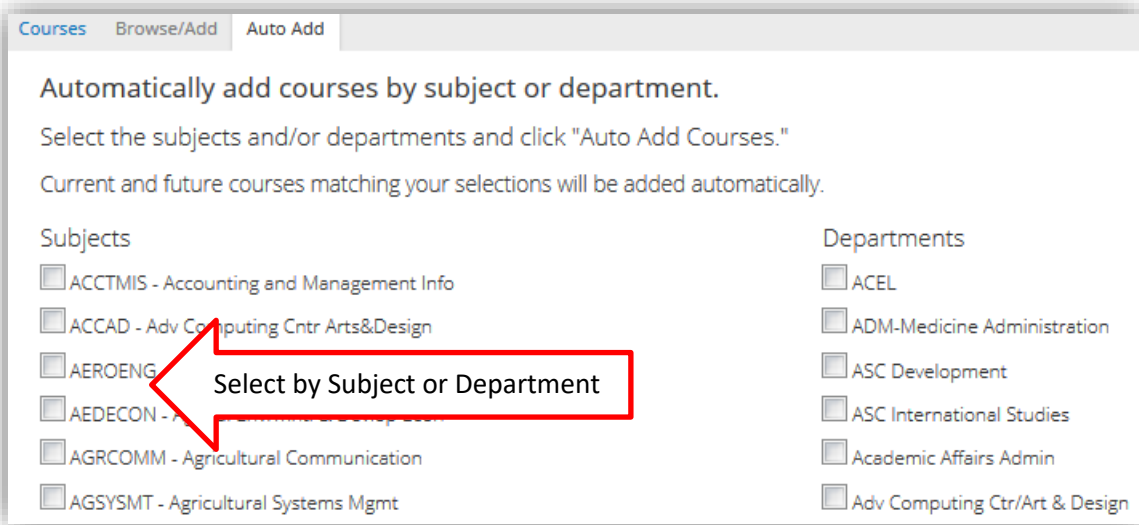 Courses Browse/Add Auto Add
Automatically add courses by subject or department.
Select the subjects and/or departments and click "Auto Add Courses."
Current and future courses matching your selections will be added automatically.
Subjects
ACCTMIS - Accounting and Management Info
ACCAD - Adv Computing Cntr Arts&Design
AEROENG
AEDECON -
AGRCOMM - Agricultural Communication
AGSYSMT - Agricultural Systems Mgmt
Select by Subject or Department
Departments
ACEL
ADM-Medicine Administration
ASC Development
ASC International Studies
Academic Affairs Admin
Adv Computing Ctr/Art & Design